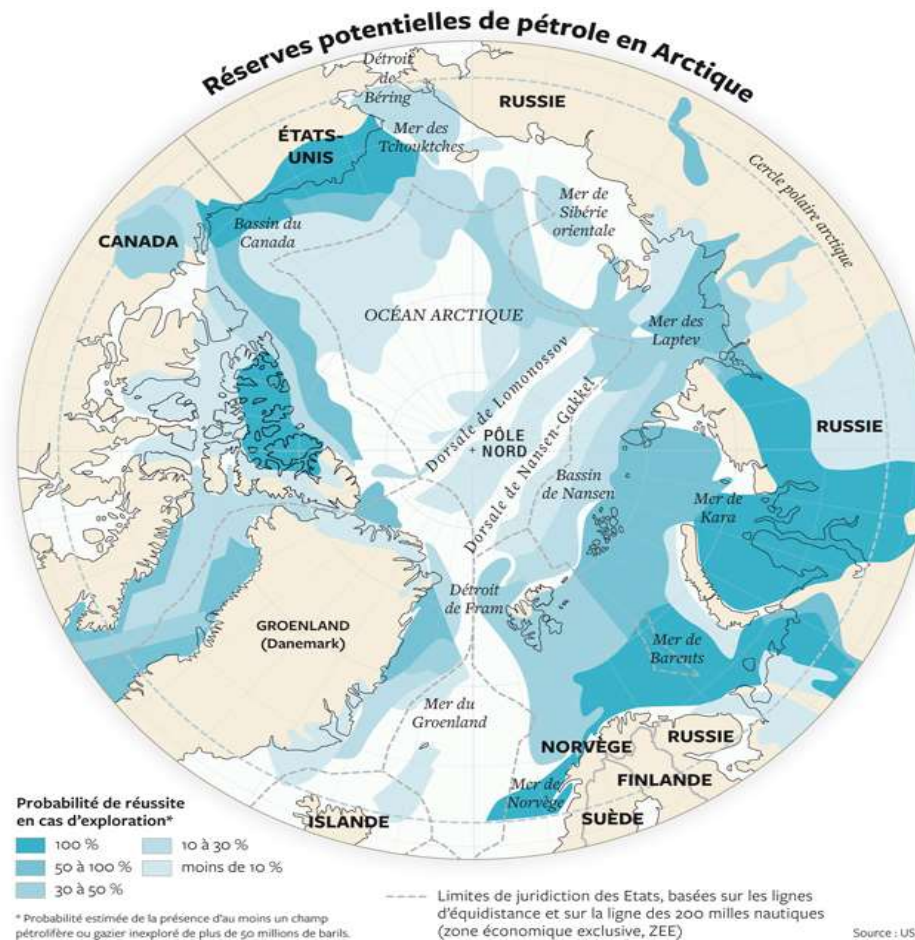 Réserves potentielles de pétrole en Arctique
Détroit
de
Béring
RUSSIE
Mer des
Tchouktches
ÉTATS-
UNIS
Mer de
Sibérie
orientale
Cercle polaire arctique
Bassin du
Canada
CANADA
OCÉAN ARCTIQUE
Mer des
Laptev
Dorsale de Lomonossov
Dorsale de Nansen-Gakkel
PÔLE
+ NORD
RUSSIE
Bassin
de Nansen
Mer de
Kara
Détroit
de Fram
GROENLAND
(Danemark)
Mer de
Barents
Mer du
Groenland
NORVÈGE
RUSSIE
FINLANDE
Mer de
Norvège
SUÈDE
ISLANDE
Probabilité de réussite
en cas d'exploration*
100 %
50 à 100 %
30 à 50 %
10 à 30 %
moins de 10 %
* Probabilité estimée de la présence d'au moins un champ
pétrolifère ou gazier inexploré de plus de 50 millions de barils.
Limites de juridiction des Etats, basées sur les lignes
d'équidistance et sur la ligne des 200 milles nautiques
(zone économique exclusive, ZEE)
Source : US